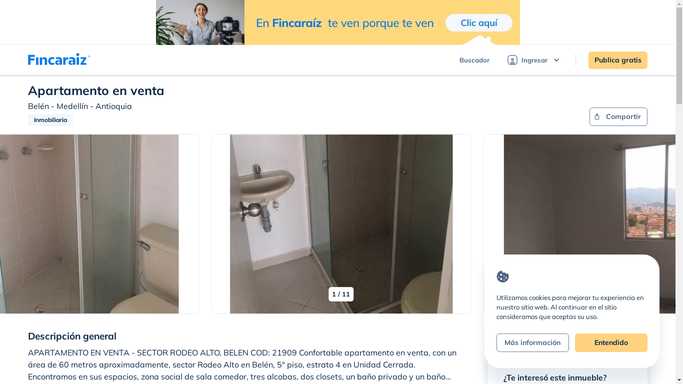 En Fincaraíz te ven porque te ven
Clic aquí
Fincaraiz
Buscador
Ingresar
Publica gratis
Apartamento en venta
Belén - Medellín - Antioquia
Inmobiliaria
Compartir
1 / 11
Utilizamos cookies para mejorar tu experiencia en
nuestro sitio web. Al continuar en el sitio
consideramos que aceptas su uso.
Más información
Entendido
Descripción general
APARTAMENTO EN VENTA - SECTOR RODEO ALTO, BELEN COD: 21909 Confortable apartamento en venta, con un
área de 60 metros aproximadamente, sector Rodeo Alto en Belén, 5° piso, estrato 4 en Unidad Cerrada.
Encontramos en sus espacios, zona social de sala comedor, tres alcobas, dos closets, un baño privado y un baño...
¿Te interesó este inmueble?